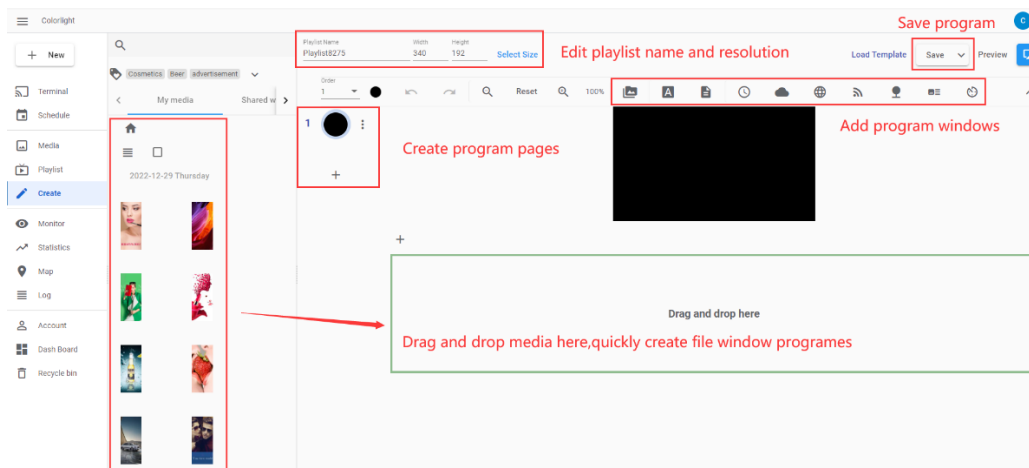 Colorlight
Save program
C
New
Playlist Name
Width
Height
Playlist8275
340
192
Select Size
Edit playlist name and resolution
Load Template
Save
Preview
Cosmetics
Beer
advertisement
Order
1
Reset
100%
A
Terminal
My media
Shared w
Schedule
1
Add program windows
Media
Create program pages
Playlist
2022-12-29 Thursday
Create
Monitor
Statistics
Map
Log
Drag and drop here
Account
Drag and drop media here,quickly create file window programes
Dash Board
Recycle bin